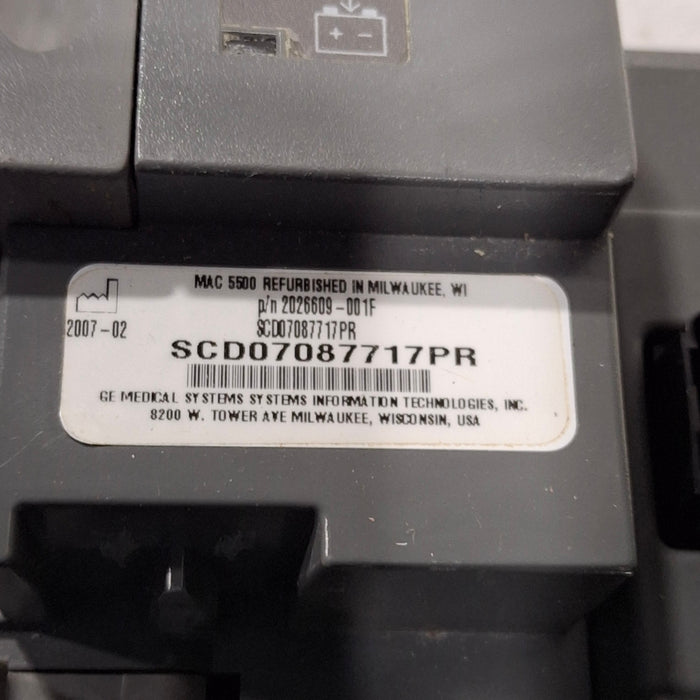 MAC 5500 REFURBISHED IN MILWAUKEE, WI
p/n 2026609-001F
2007-02
SCD07087717PR
SCD07087717PR
GE MEDICAL SYSTEMS SYSTEMS INFORMATION TECHNOLOGIES, INC.
8200 W. TOWER AVE MILWAUKEE, WISCONSIN, USA